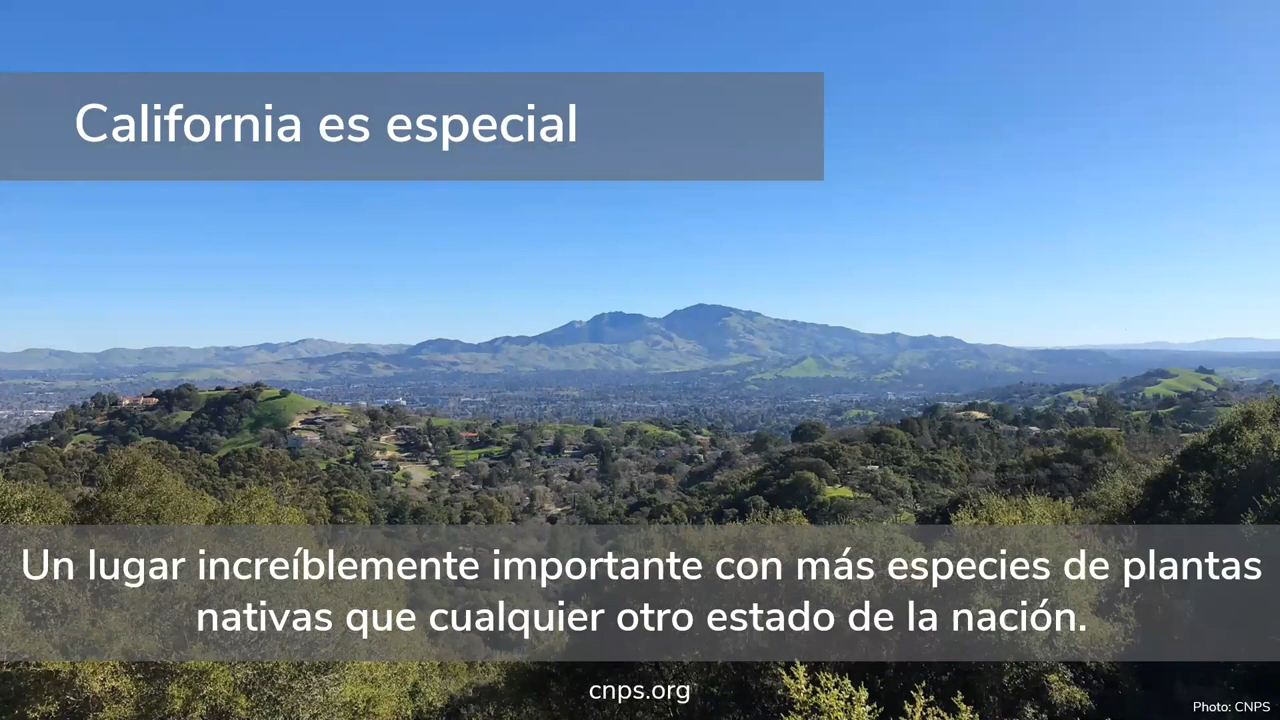 California es especial
Un lugar increíblemente importante con más especies de plantas
nativas que cualquier otro estado de la nación.
cnps.org
Photo: CNPS